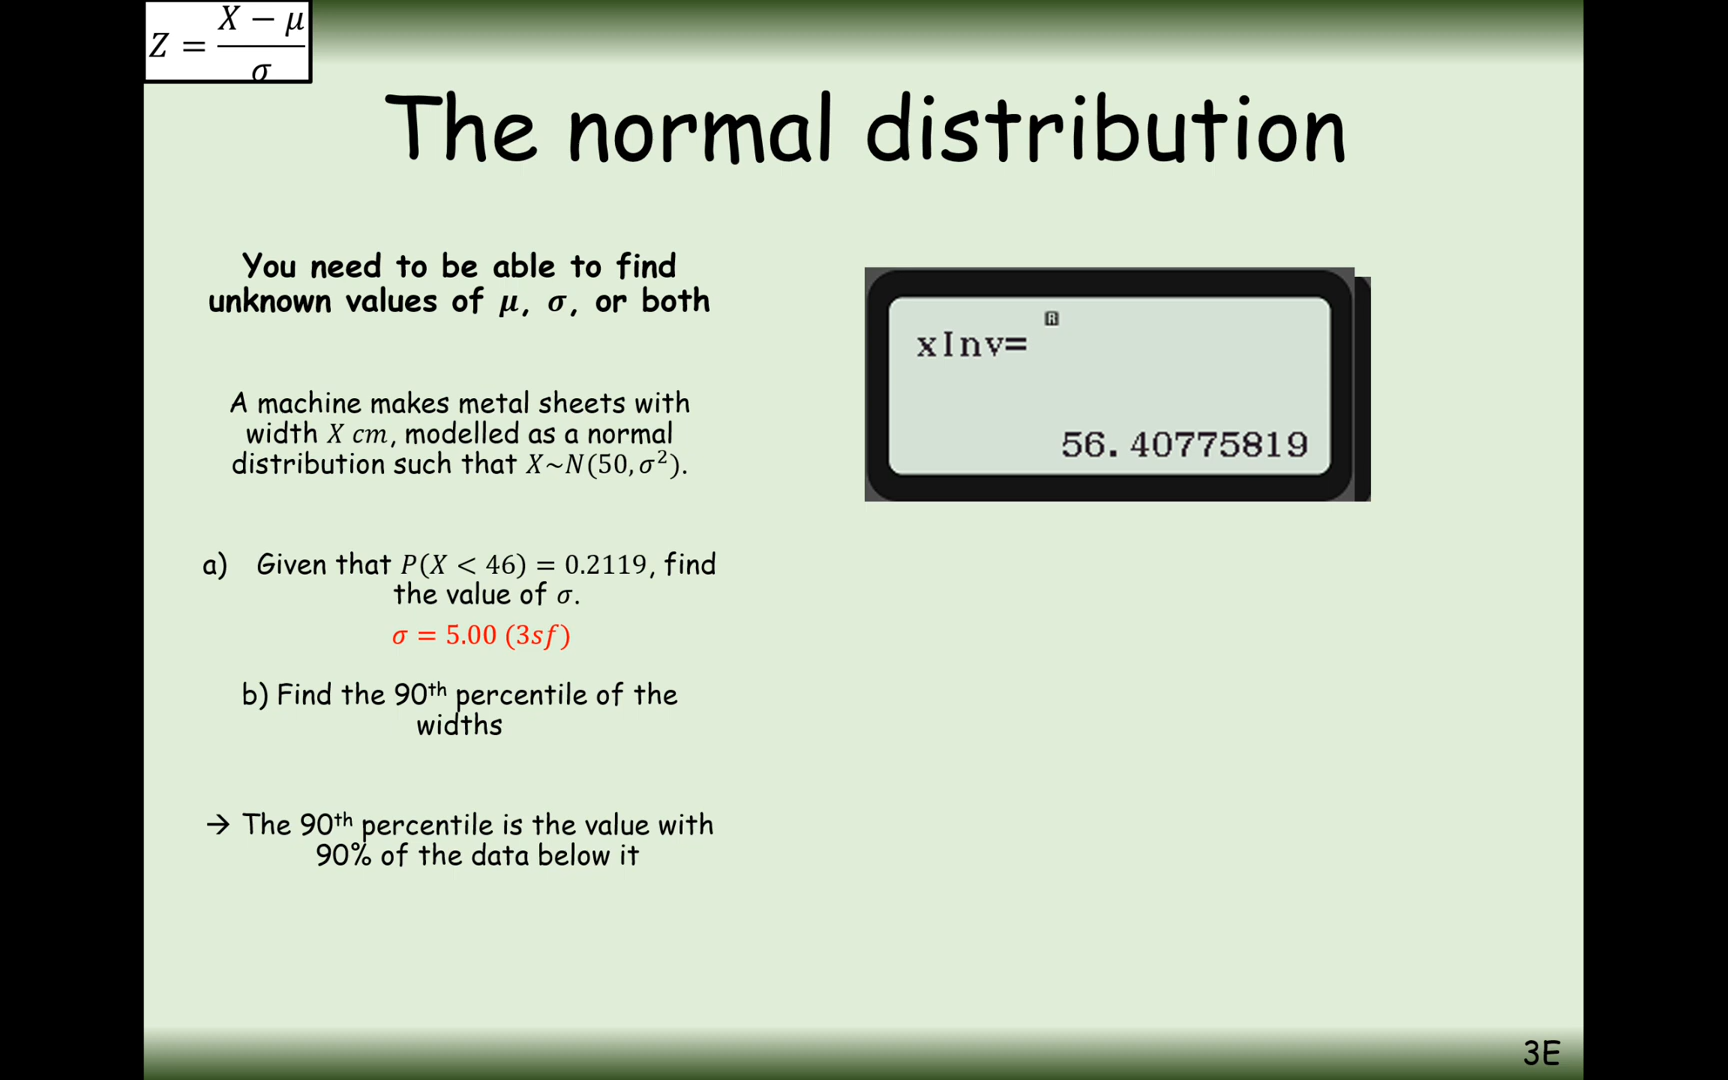 Z = (X − μ)/σ
The normal distribution
You need to be able to find
unknown values of μ, σ, or both
A machine makes metal sheets with
width X cm, modelled as a normal
distribution such that X~N(50, σ²).
a) Given that P(X < 46) = 0.2119, find
the value of σ.
σ = 5.00 (3sf)
b) Find the 90th percentile of the
widths
→ The 90th percentile is the value with
90% of the data below it
R
xInv=
56.40775819
3E